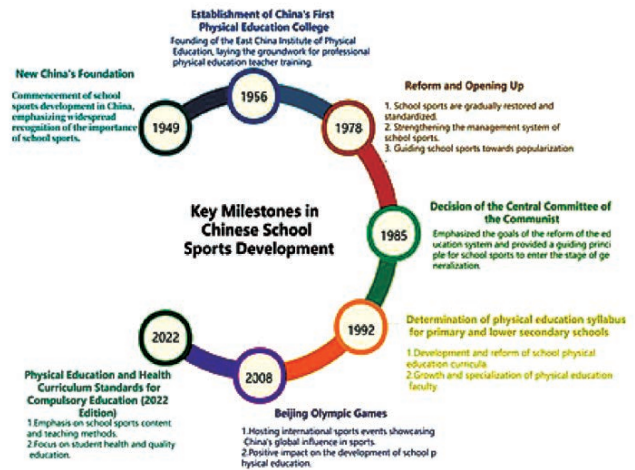 Establishment of China's First
Physical Education College
Founding of the East China Institute of Physical
Education, laying the groundwork for professional
physical education teacher training.
New China's Foundation
Commencement of school
sports development in China,
emphasizing widespread
recognition of the importance
of school sports.
1949
1956
1978
Reform and Opening Up
1. School sports are gradually restored and
standardized.
2. Strengthening the management system of
school sports.
3. Guiding school sports towards popularization
.
Key Milestones in
Chinese School
Sports Development
1985
Decision of the Central Committee of
the Communist
Emphasized the goals of the reform of the ed
ucation system and provided a guiding princi
ple for school sports to enter the stage of ge
neralization.
1992
Determination of physical education syllabus
for primary and lower secondary schools
1.Development and reform of school physical
education curricula.
2.Growth and specialization of physical education
faculty.
2008
Beijing Olympic Games
1.Hosting international sports events showcasing
China's global influence in sports.
2.Positive impact on the development of school p
hysical education.
2022
Physical Education and Health
Curriculum Standards for
Compulsory Education (2022
Edition)
1.Emphasis on school sports content
and teaching methods.
2.Focus on student health and quality
education.